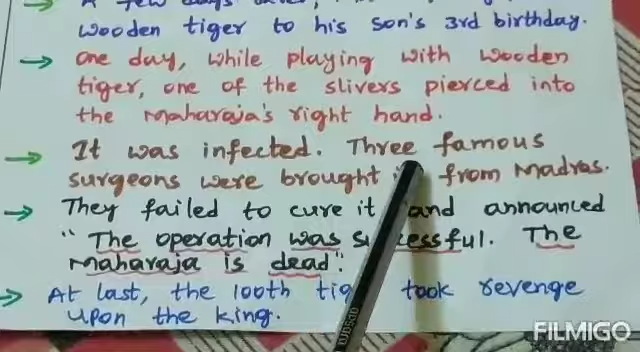 A few days later,
wooden tiger to his son's 3rd birthday.
→ One day, while playing with wooden
tiger, one of the slivers pierced into
the Maharaja's right hand.
→ It was infected. Three famous
surgeons were brought from Madras.
→ They failed to cure it and announced
"The operation was successful. The
Maharaja is dead".
→ At last, the 100th took revenge
upon the king.
FILMIGO